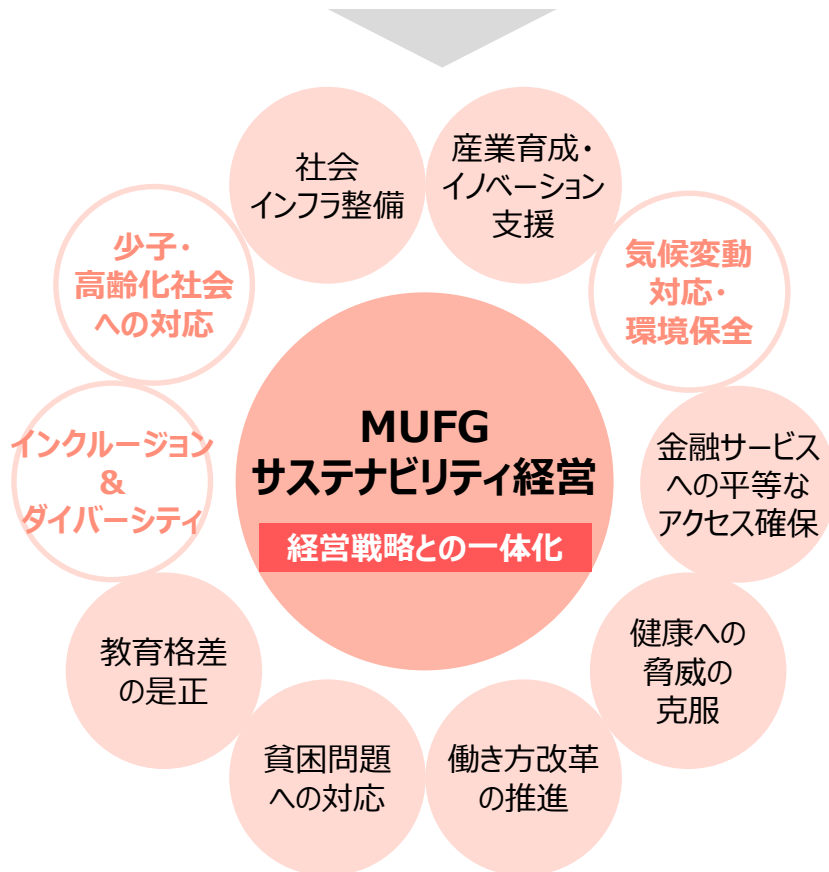 社会
インフラ整備
産業育成・
イノベーション
支援
少子・
高齢化社会
への対応
気候変動
対応・
環境保全
MUFG
サステナビリティ経営
経営戦略との一体化
インクルージョン
&
ダイバーシティ
金融サービス
への平等な
アクセス確保
教育格差
の是正
健康への
脅威の
克服
貧困問題
への対応
働き方改革
の推進